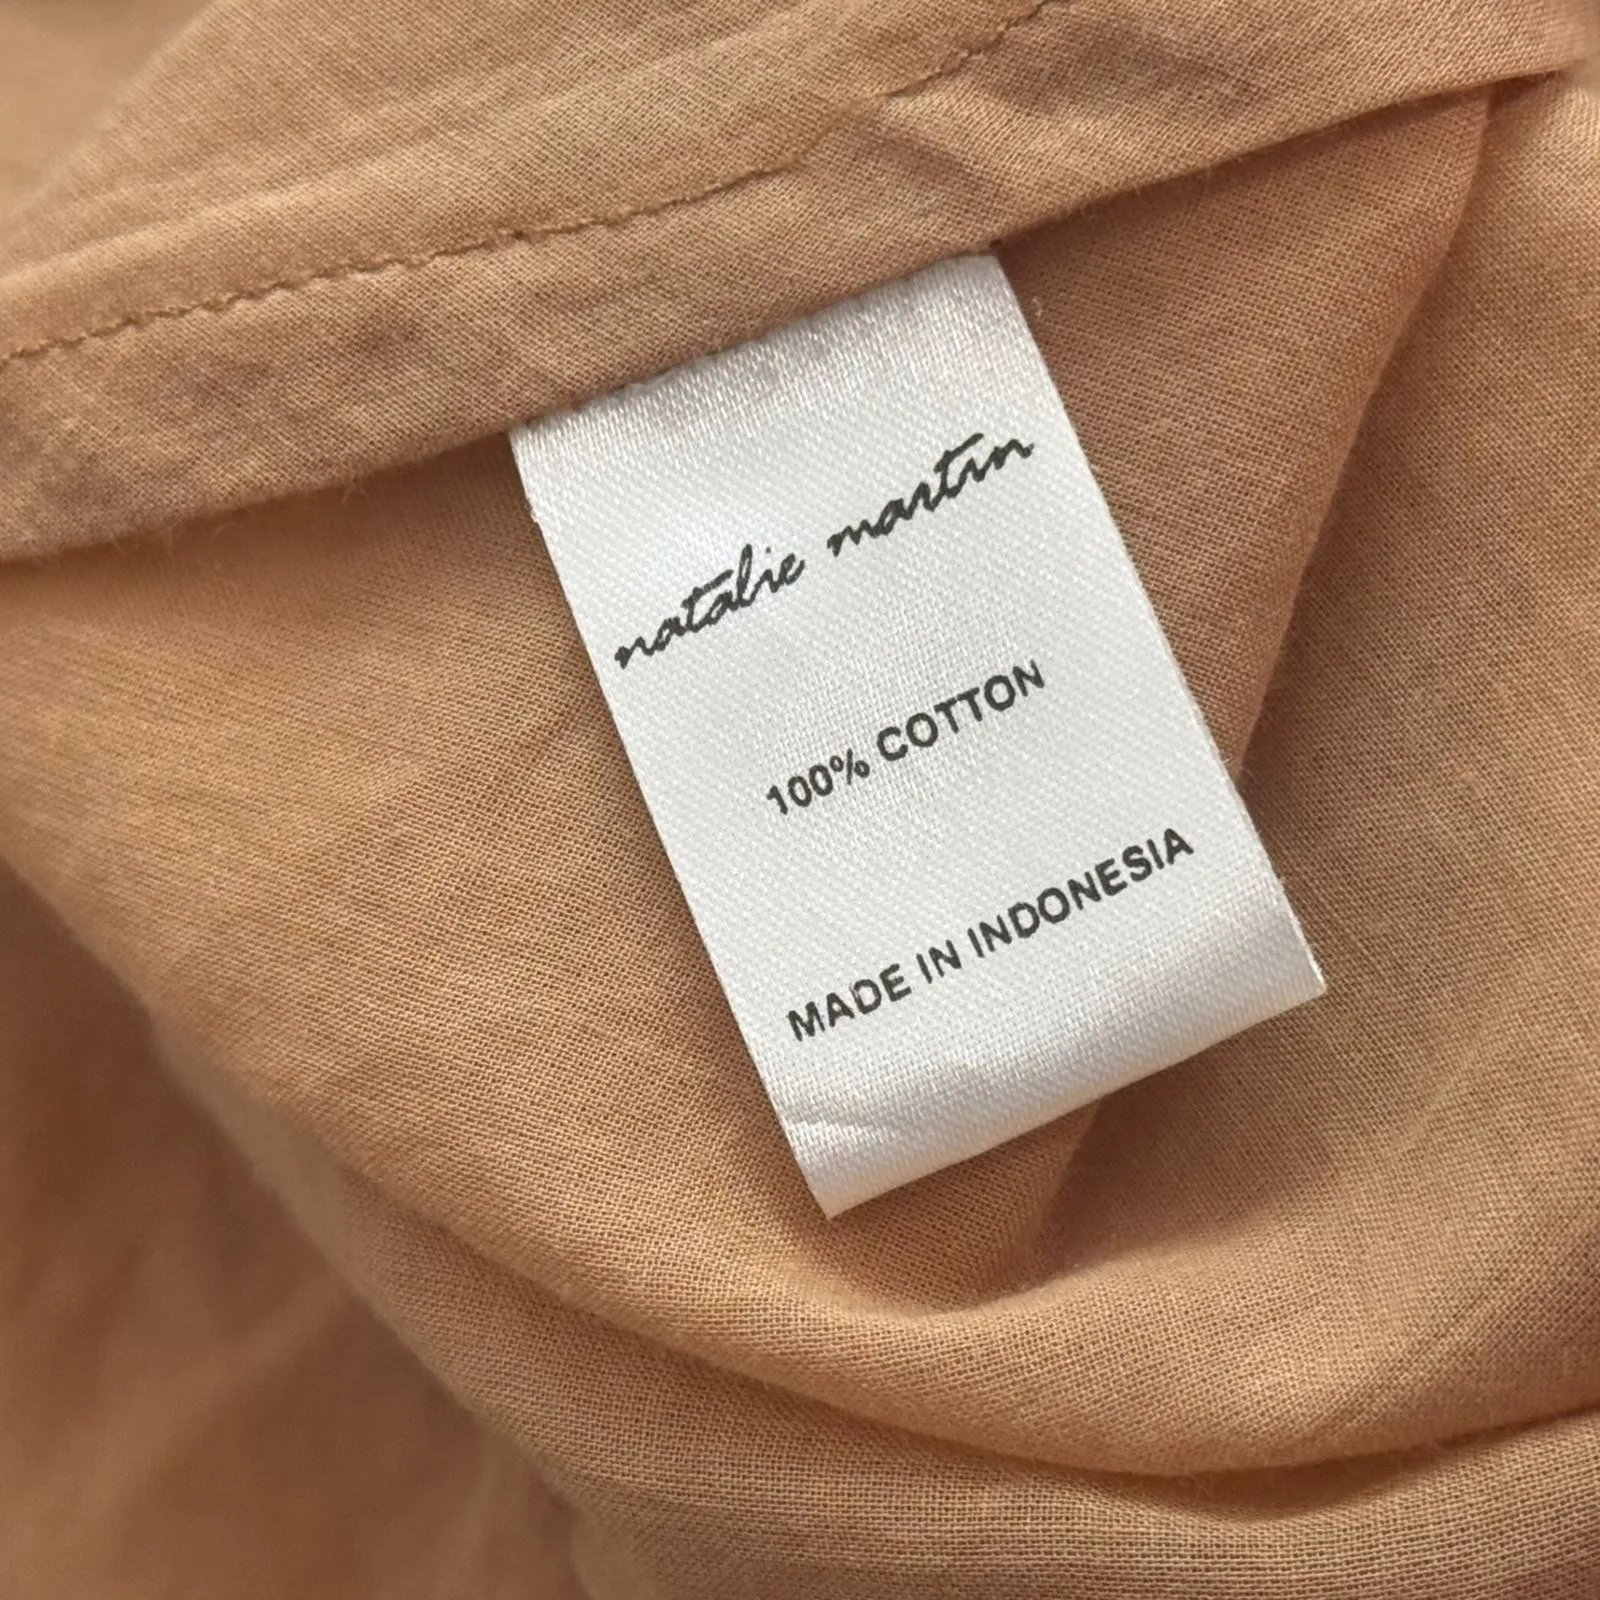 natalie martin
100% COTTON
MADE IN INDONESIA